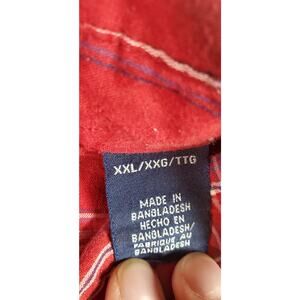 XXL/XXG/TTG
MADE IN
BANGLADESH
HECHO EN
BANGLADESH/
FABRIQUE AU
BANGLADESH